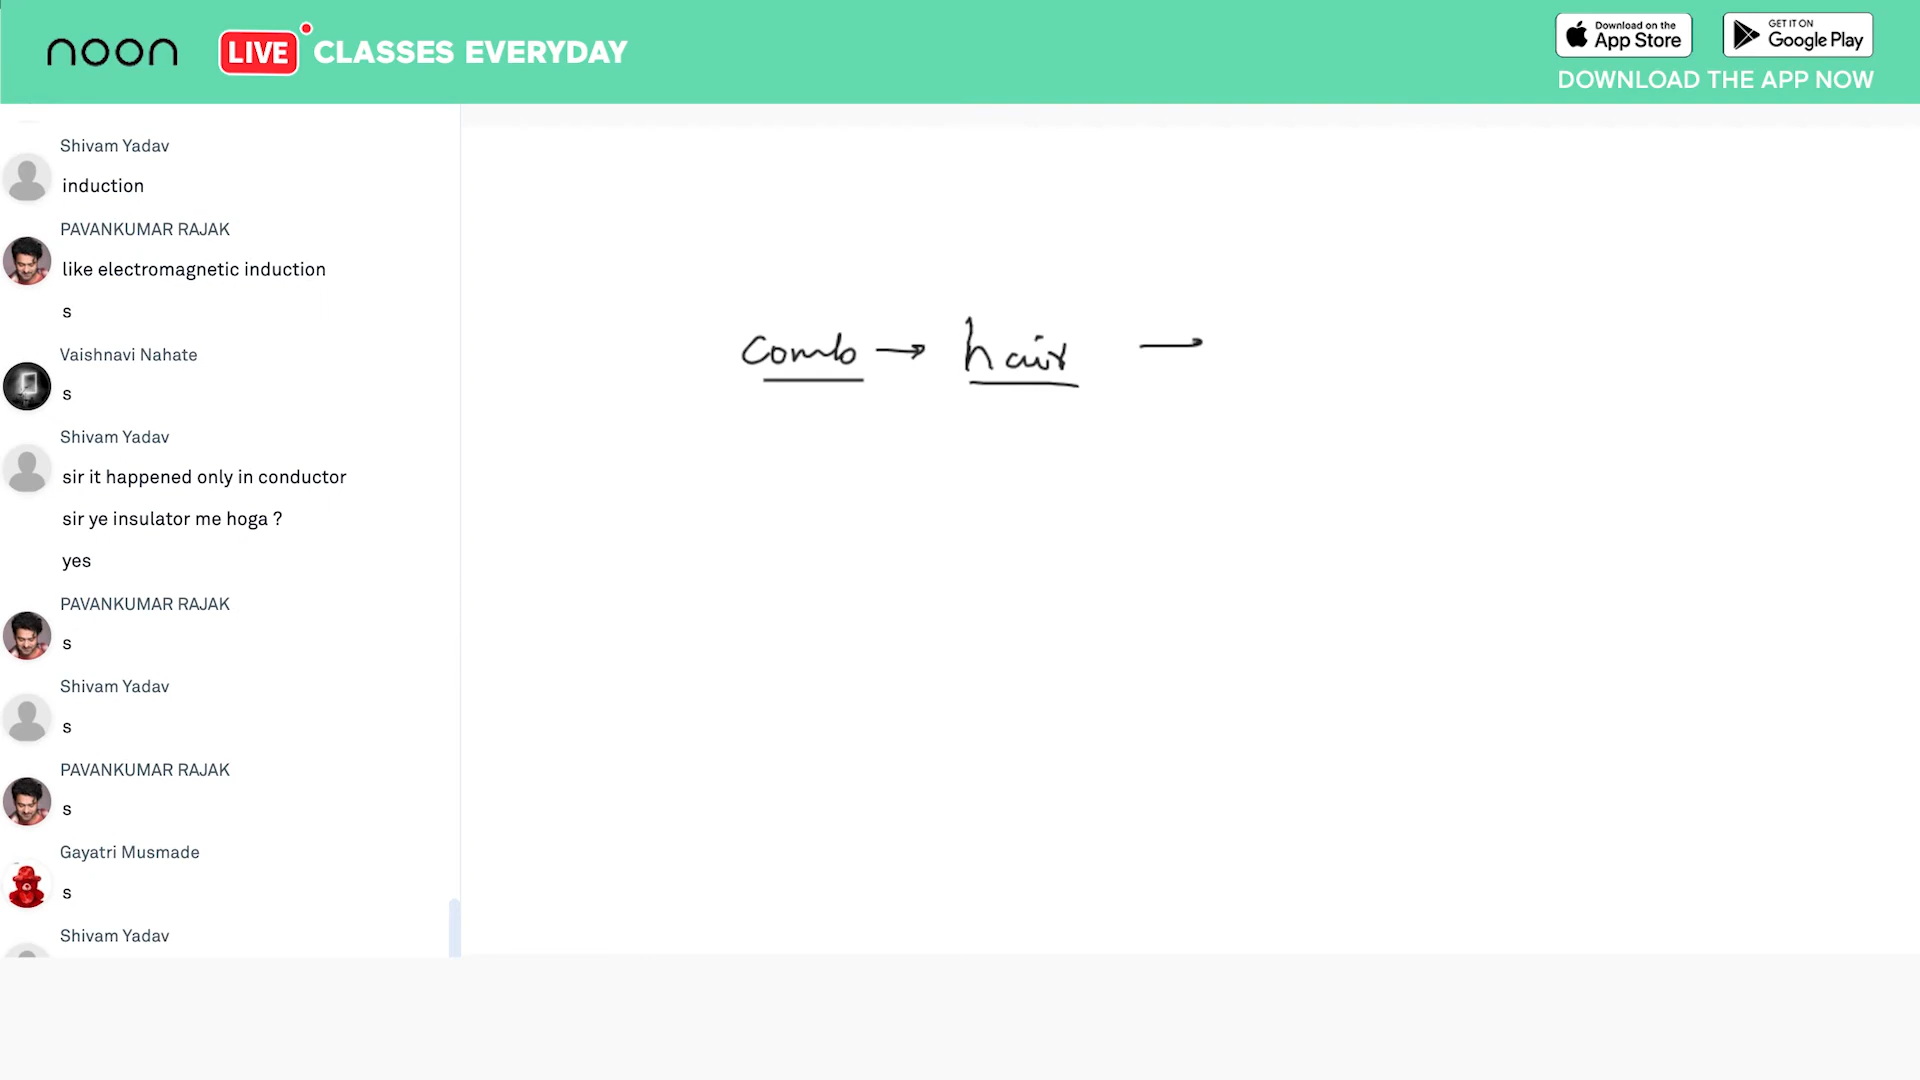 noon LIVE CLASSES EVERYDAY
Download on the App Store
GET IT ON Google Play
DOWNLOAD THE APP NOW
Shivam Yadav
induction
PAVANKUMAR RAJAK
like electromagnetic induction
s
Vaishnavi Nahate
s
Shivam Yadav
sir it happened only in conductor
sir ye insulator me hoga ?
yes
PAVANKUMAR RAJAK
s
Shivam Yadav
s
PAVANKUMAR RAJAK
s
Gayatri Musmade
s
Shivam Yadav
comb → hair →